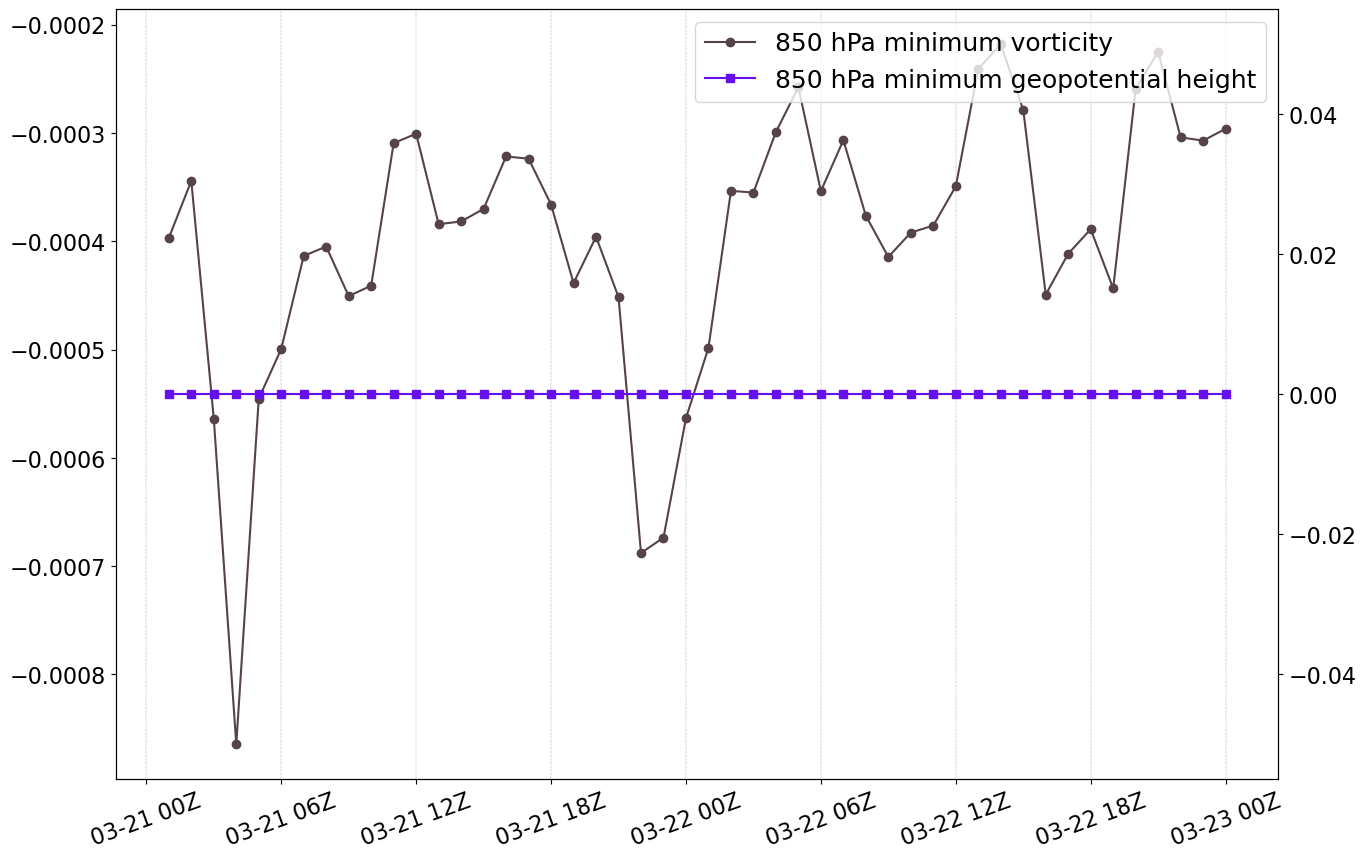 850 hPa minimum vorticity
850 hPa minimum geopotential height
−0.0002
−0.0003
−0.0004
−0.0005
−0.0006
−0.0007
−0.0008
0.04
0.02
0.00
−0.02
−0.04
03-21 00Z
03-21 06Z
03-21 12Z
03-21 18Z
03-22 00Z
03-22 06Z
03-22 12Z
03-22 18Z
03-23 00Z